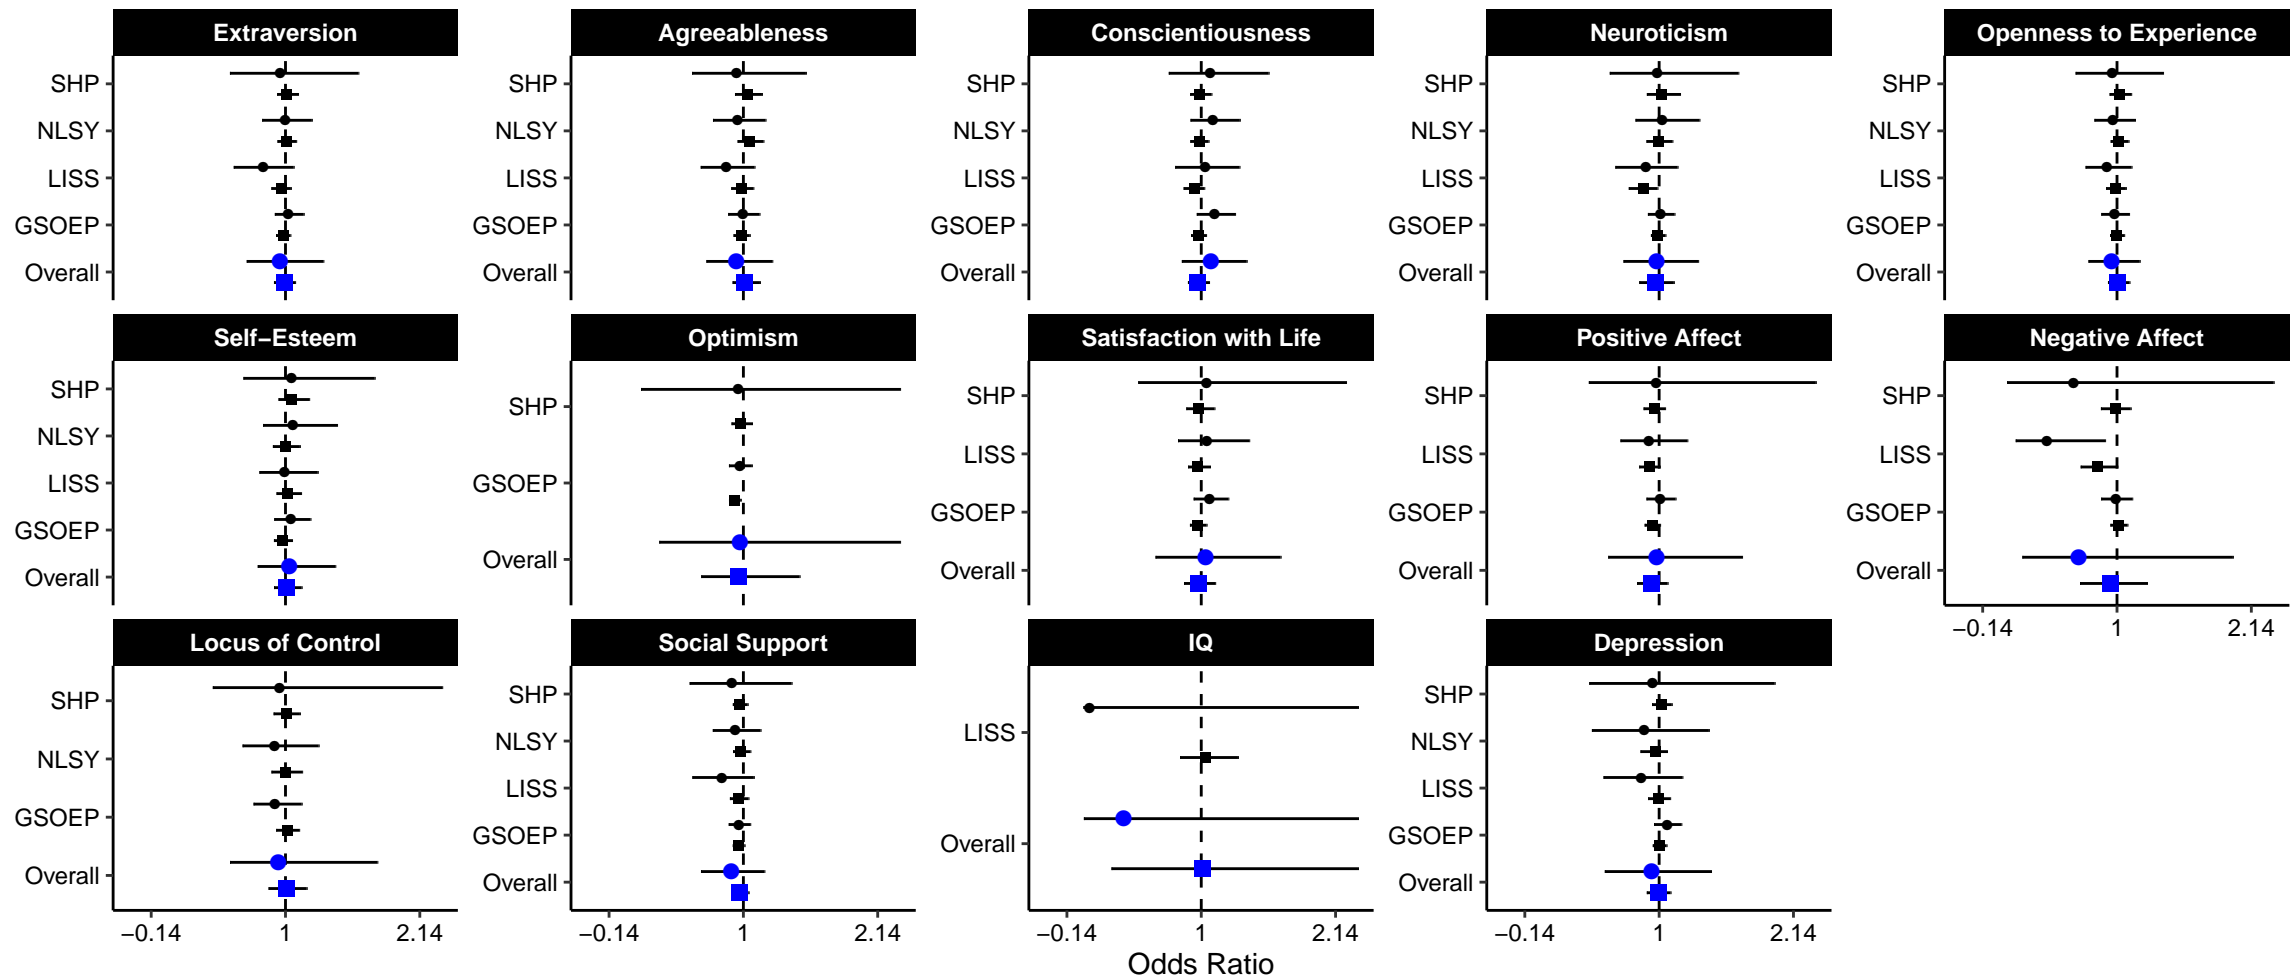 Extraversion
Agreeableness
Conscientiousness
Neuroticism
Openness to Experience
SHP
NLSY
LISS
GSOEP
Overall
SHP
NLSY
LISS
GSOEP
Overall
SHP
NLSY
LISS
GSOEP
Overall
SHP
NLSY
LISS
GSOEP
Overall
SHP
NLSY
LISS
GSOEP
Overall
Self−Esteem
Optimism
Satisfaction with Life
Positive Affect
Negative Affect
SHP
NLSY
LISS
GSOEP
Overall
SHP
GSOEP
Overall
SHP
LISS
GSOEP
Overall
SHP
LISS
GSOEP
Overall
SHP
LISS
GSOEP
Overall
−0.14 1 2.14
Locus of Control
Social Support
IQ
Depression
SHP
NLSY
GSOEP
Overall
−0.14 1 2.14
SHP
NLSY
LISS
GSOEP
Overall
−0.14 1 2.14
LISS
Overall
−0.14 1 2.14
SHP
NLSY
LISS
GSOEP
Overall
−0.14 1 2.14
Odds Ratio